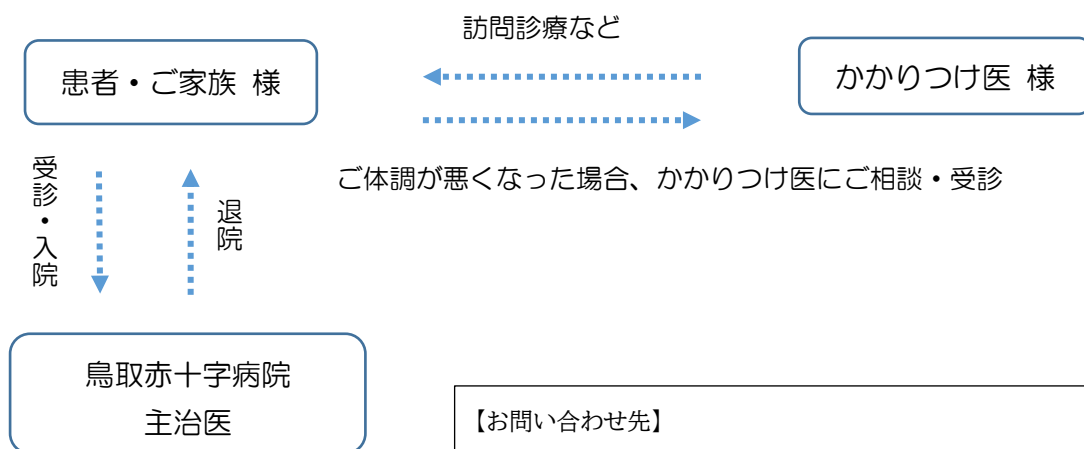 訪問診療など
患者・ご家族 様
かかりつけ医 様
ご体調が悪くなった場合、かかりつけ医にご相談・受診
受診・入院
退院
鳥取赤十字病院
主治医
【お問い合わせ先】